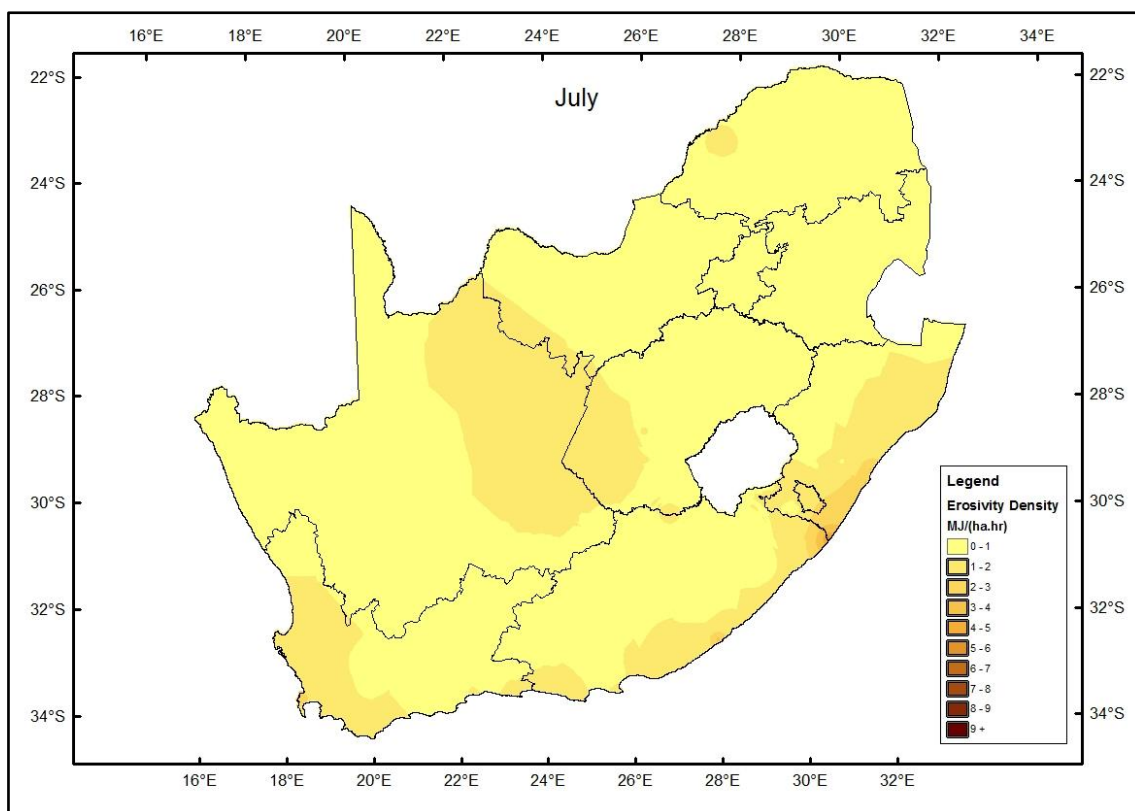 16°E 18°E 20°E 22°E 24°E 26°E 28°E 30°E 32°E 34°E
July
22°S 22°S
24°S 24°S
26°S 26°S
28°S 28°S
30°S 30°S
32°S 32°S
34°S 34°S
Legend
Erosivity Density
MJ/(ha.hr)
0 - 1
1 - 2
2 - 3
3 - 4
4 - 5
5 - 6
6 - 7
7 - 8
8 - 9
9 +
16°E 18°E 20°E 22°E 24°E 26°E 28°E 30°E 32°E